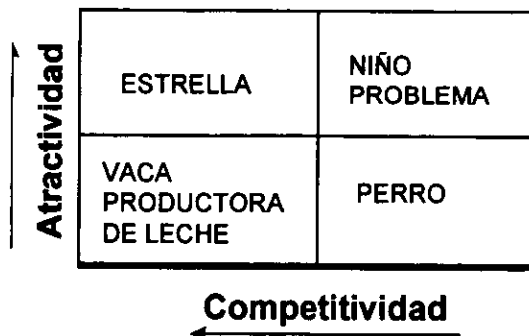 Atractividad
ESTRELLA
NIÑO
PROBLEMA
VACA
PRODUCTORA
DE LECHE
PERRO
Competitividad